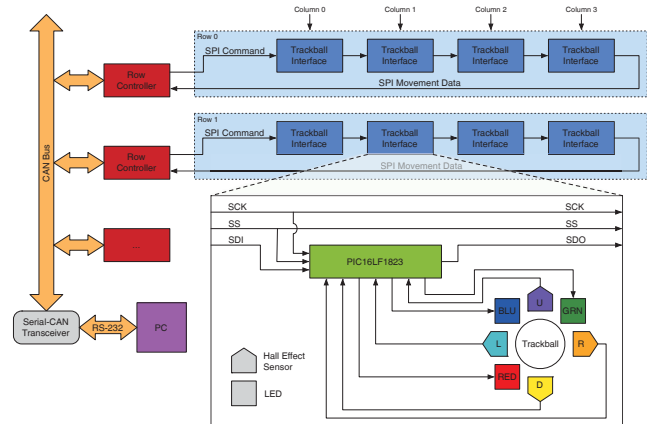 Column 0
Column 1
Column 2
Column 3
Row 0
SPI Command
Trackball
Interface
Trackball
Interface
Trackball
Interface
Trackball
Interface
SPI Movement Data
Row
Controller
Row 1
SPI Command
Trackball
Interface
Trackball
Interface
Trackball
Interface
Trackball
Interface
SPI Movement Data
Row
Controller
CAN Bus
...
Serial-CAN
Transceiver
RS-232
PC
SCK
SCK
SS
SS
SDI
SDO
PIC16LF1823
BLU
U
GRN
L
Trackball
R
RED
D
Hall Effect
Sensor
LED